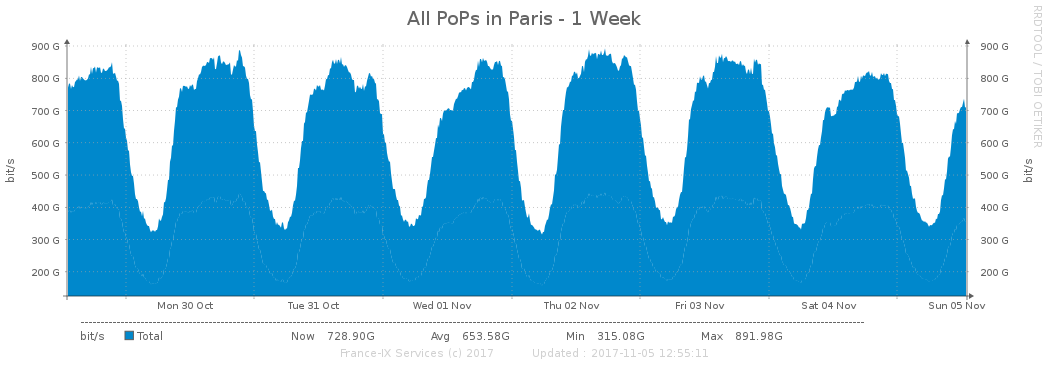 All PoPs in Paris - 1 Week
RRDTOOL / TOBI OETIKER
bit/s
900 G
800 G
700 G
600 G
500 G
400 G
300 G
200 G
900 G
800 G
700 G
600 G
500 G
400 G
300 G
200 G
bit/s
Mon 30 Oct Tue 31 Oct Wed 01 Nov Thu 02 Nov Fri 03 Nov Sat 04 Nov Sun 05 Nov
bit/s Total Now 728.90G Avg 653.58G Min 315.08G Max 891.98G
France-IX Services (c) 2017 Updated : 2017-11-05 12:55:11